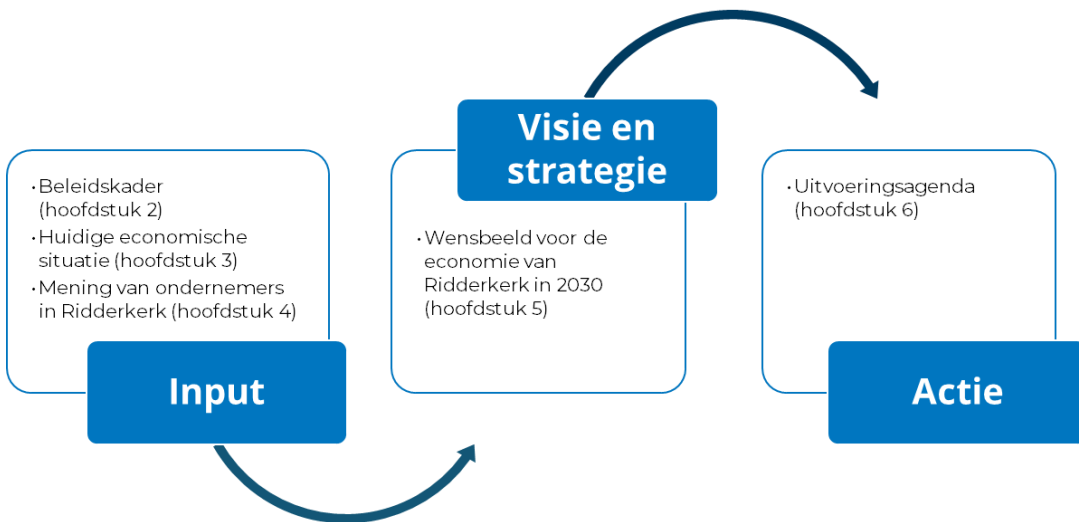 ·Beleidskader
(hoofdstuk 2)
·Huidige economische
situatie (hoofdstuk 3)
·Mening van ondernemers
in Ridderkerk (hoofdstuk 4)
Input
Visie en
strategie
·Wensbeeld voor de
economie van
Ridderkerk in 2030
(hoofdstuk 5)
·Uitvoeringsagenda
(hoofdstuk 6)
Actie